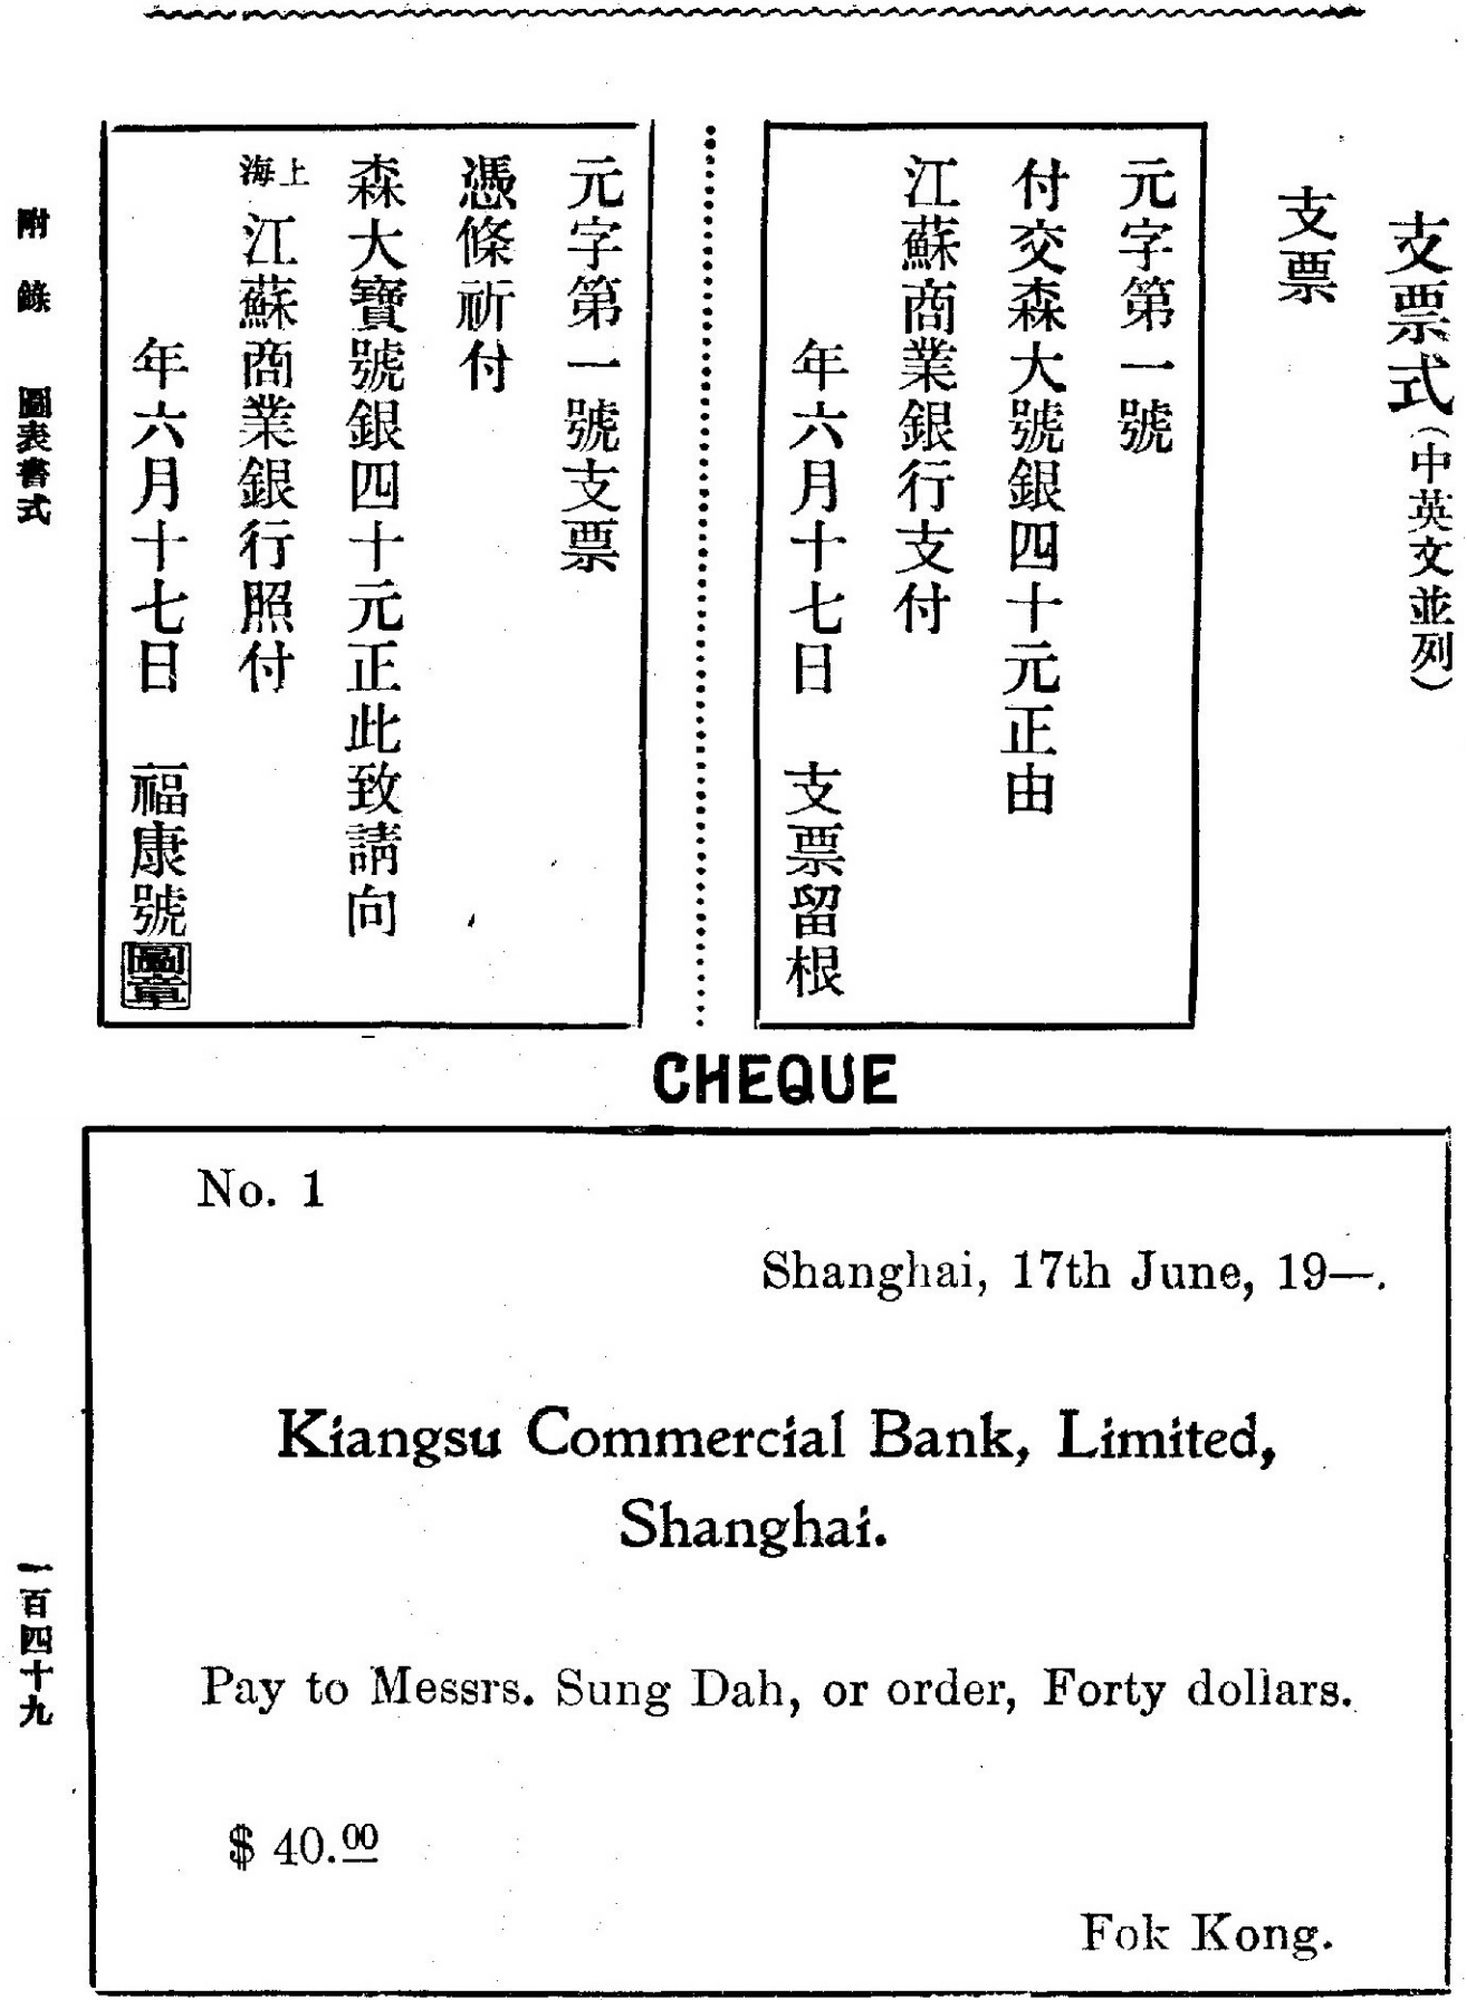 支票式(中英文並列)
支票
元字第一號
付交森大號銀四十元正由
江蘇商業銀行支付
年六月十七日 支票留根
元字第一號支票
憑條祈付
森大寶號銀四十元正此致請向
上海江蘇商業銀行照付
年六月十七日 福康號圖章
CHEQUE
No. 1
Shanghai, 17th June, 19—.
Kiangsu Commercial Bank, Limited,
Shanghai.
Pay to Messrs. Sung Dah, or order, Forty dollars.
$ 40.00
Fok Kong.
附錄 圖表書式
一百四十九